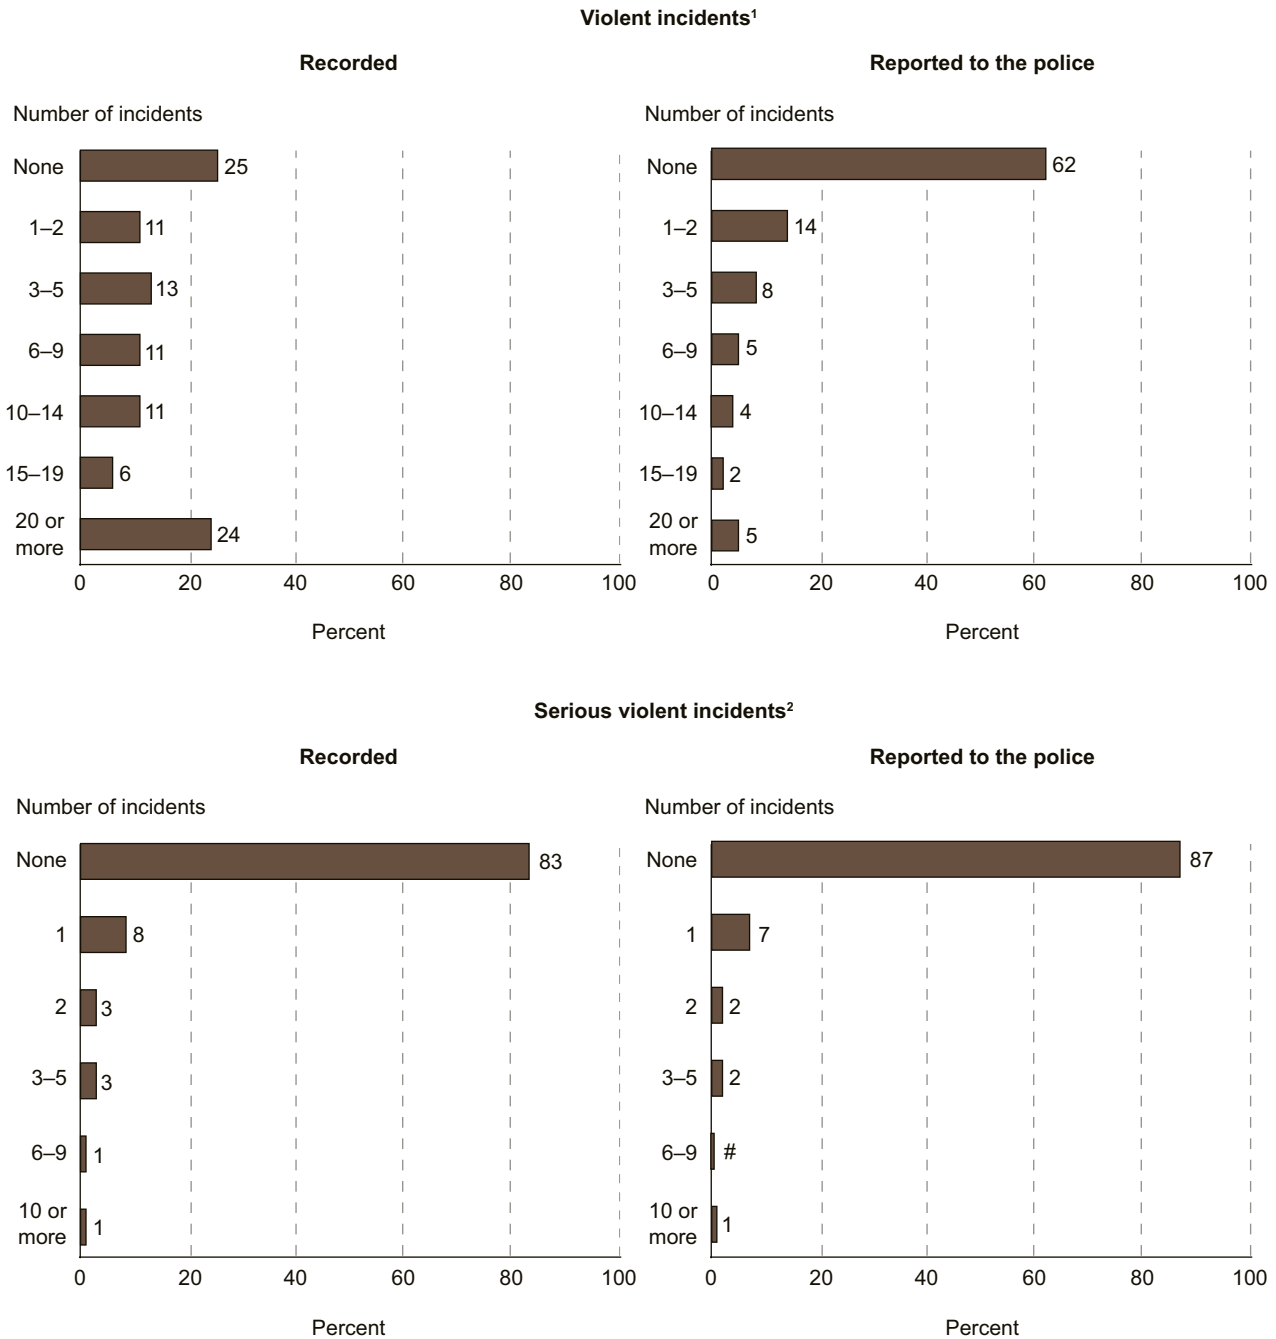 Violent incidents¹
Recorded
Number of incidents
None 25
1–2 11
3–5 13
6–9 11
10–14 11
15–19 6
20 or
more 24
0 20 40 60 80 100
Percent
Reported to the police
Number of incidents
None 62
1–2 14
3–5 8
6–9 5
10–14 4
15–19 2
20 or
more 5
0 20 40 60 80 100
Percent
Serious violent incidents²
Recorded
Number of incidents
None 83
1 8
2 3
3–5 3
6–9 1
10 or
more 1
0 20 40 60 80 100
Percent
Reported to the police
Number of incidents
None 87
1 7
2 2
3–5 2
6–9 #
10 or
more 1
0 20 40 60 80 100
Percent